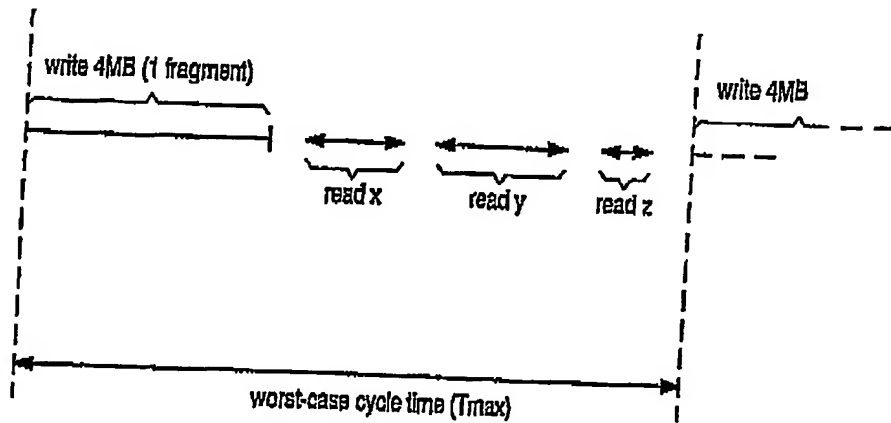 write 4MB (1 fragment)
write 4MB
read x
read y
read z
worst-case cycle time (Tmax)